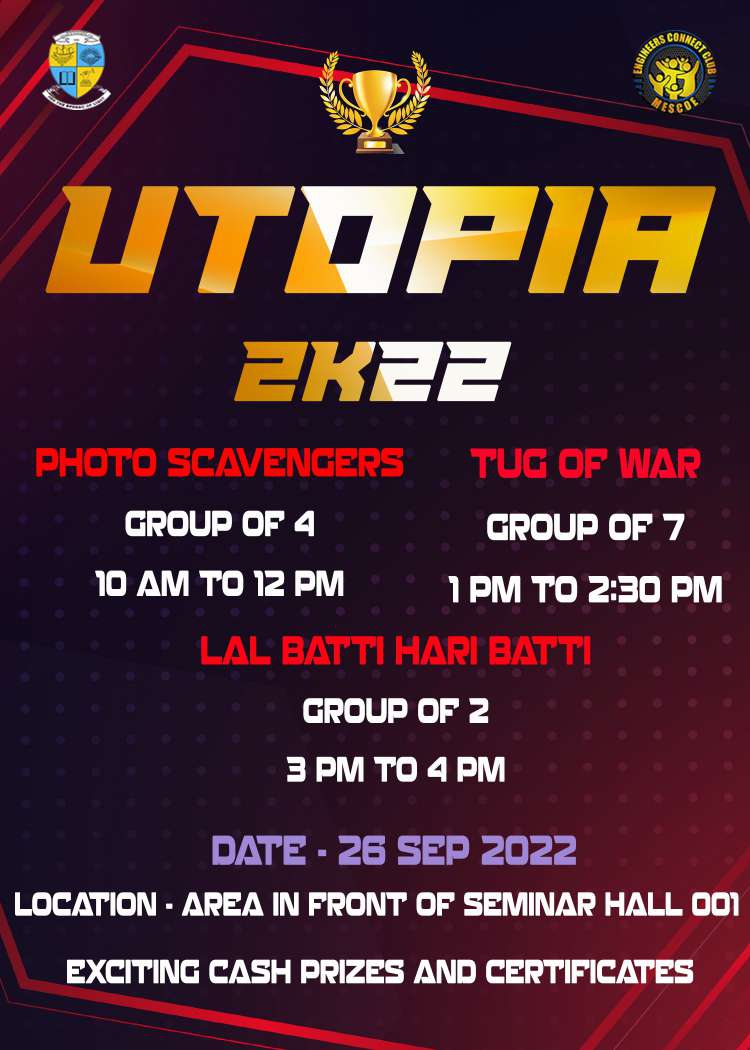 ENGINEERS CONNECT CLUB
MESCOE
UTOPIA
2K22
PHOTO SCAVENGERS
GROUP OF 4
10 AM TO 12 PM
TUG OF WAR
GROUP OF 7
1 PM TO 2:30 PM
LAL BATTI HARI BATTI
GROUP OF 2
3 PM TO 4 PM
DATE - 26 SEP 2022
LOCATION - AREA IN FRONT OF SEMINAR HALL 001
EXCITING CASH PRIZES AND CERTIFICATES